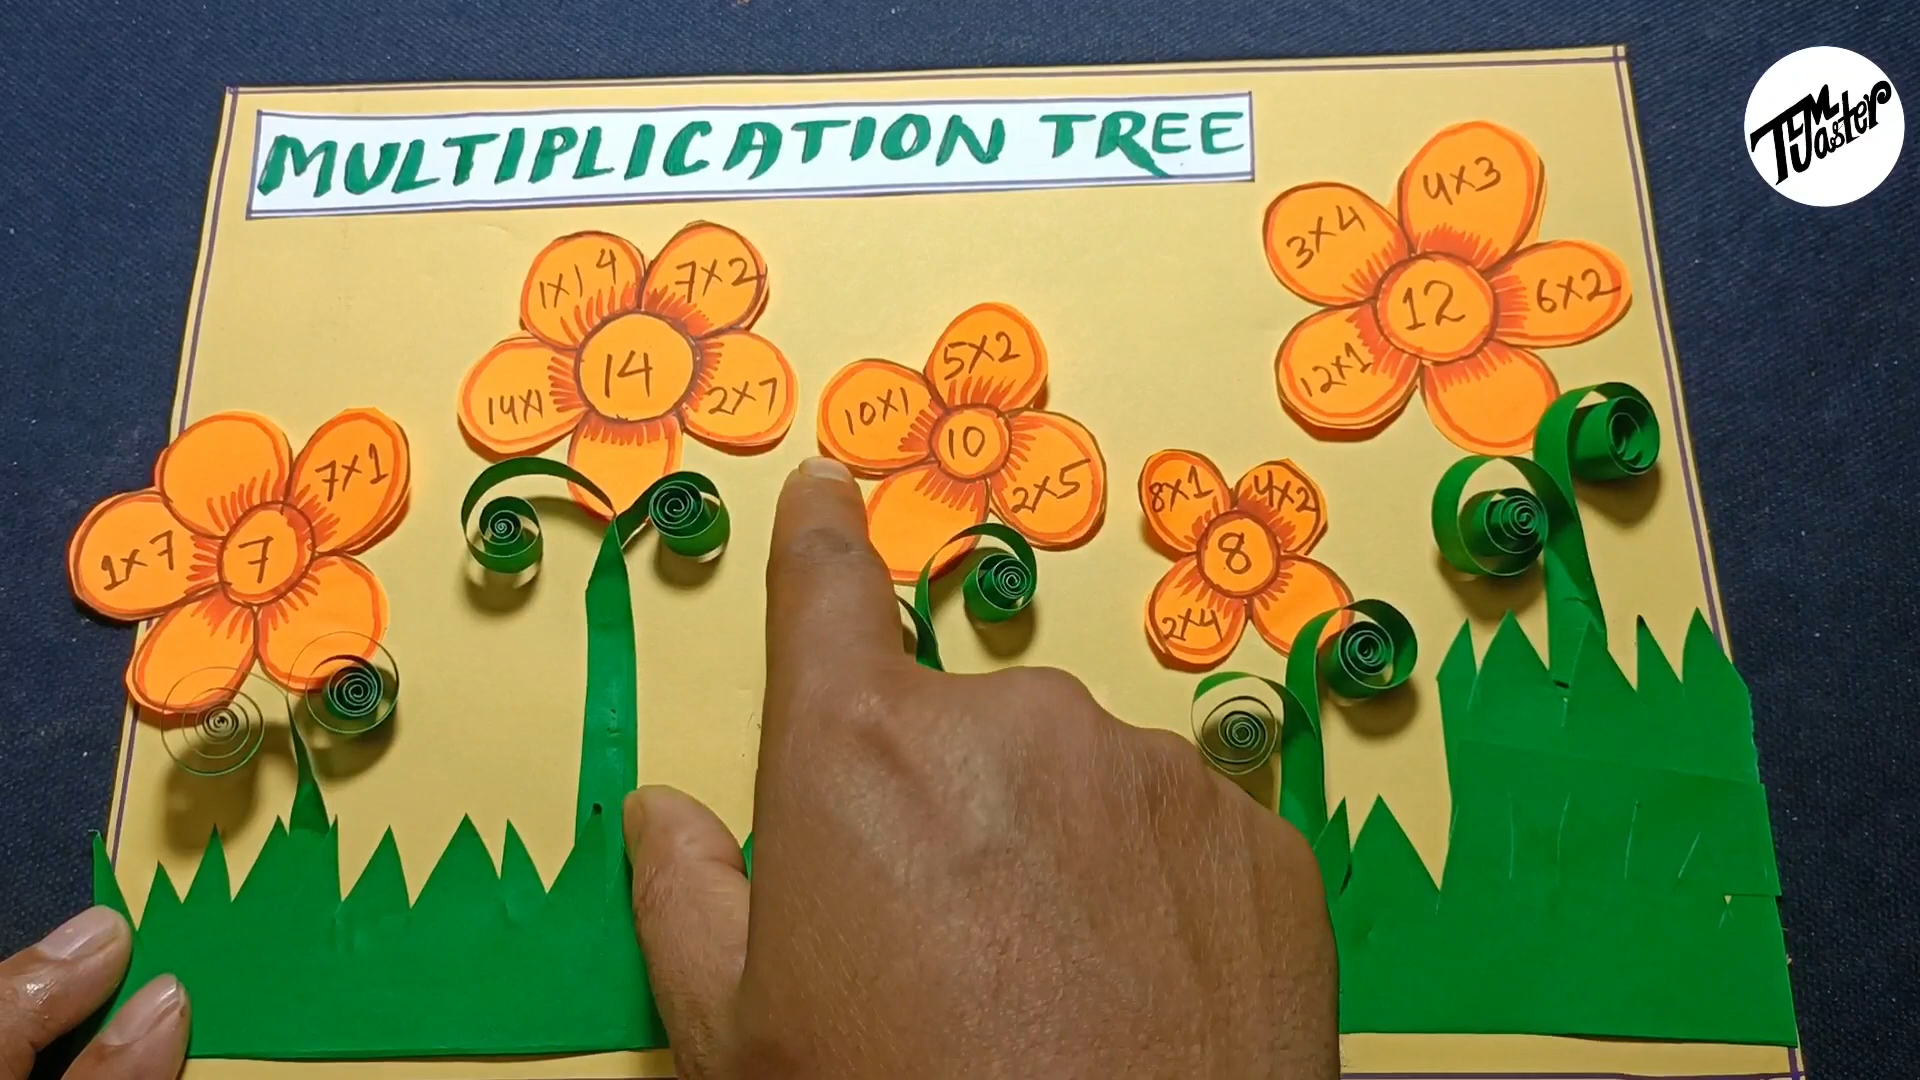 MULTIPLICATION TREE
TFM Master
1x14
7x2
14x1
14
2x7
5x2
10x1
10
2x5
4x3
3x4
12
6x2
12x1
7x1
1x7
7
8x1
4x2
8
2x4